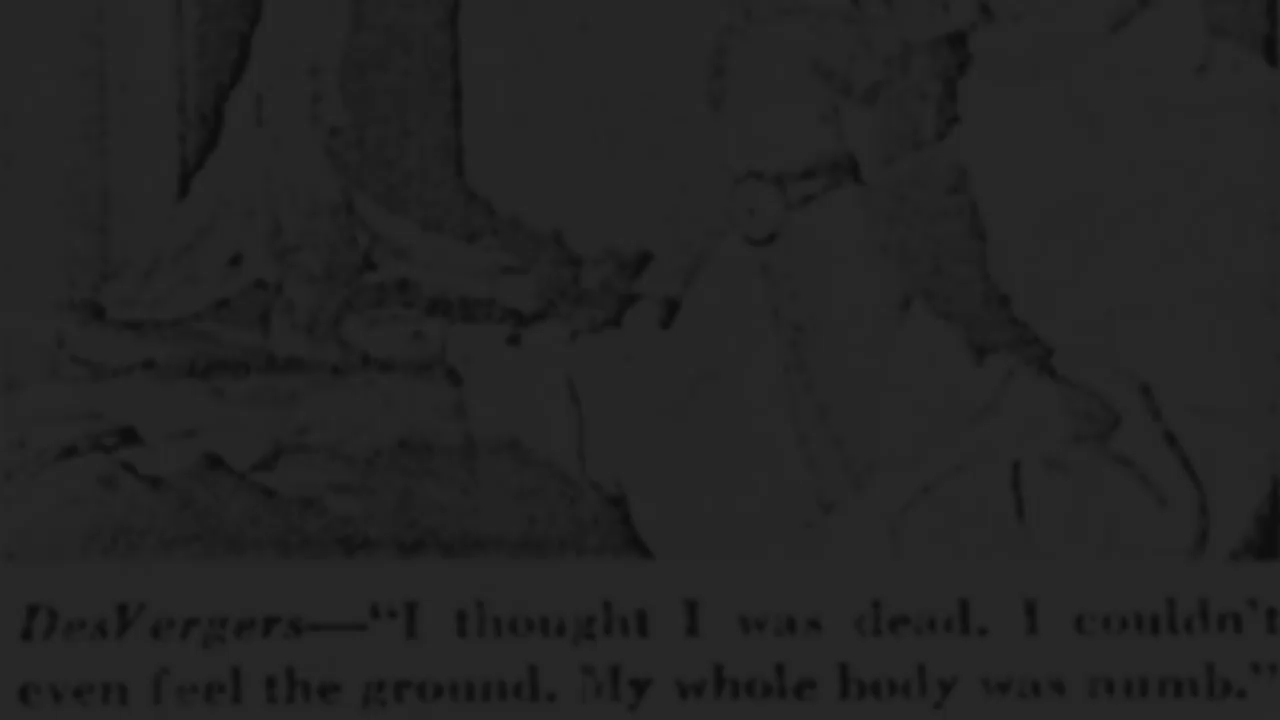 DesVergers—“I thought I was dead. I couldn't
even feel the ground. My whole body was numb.”